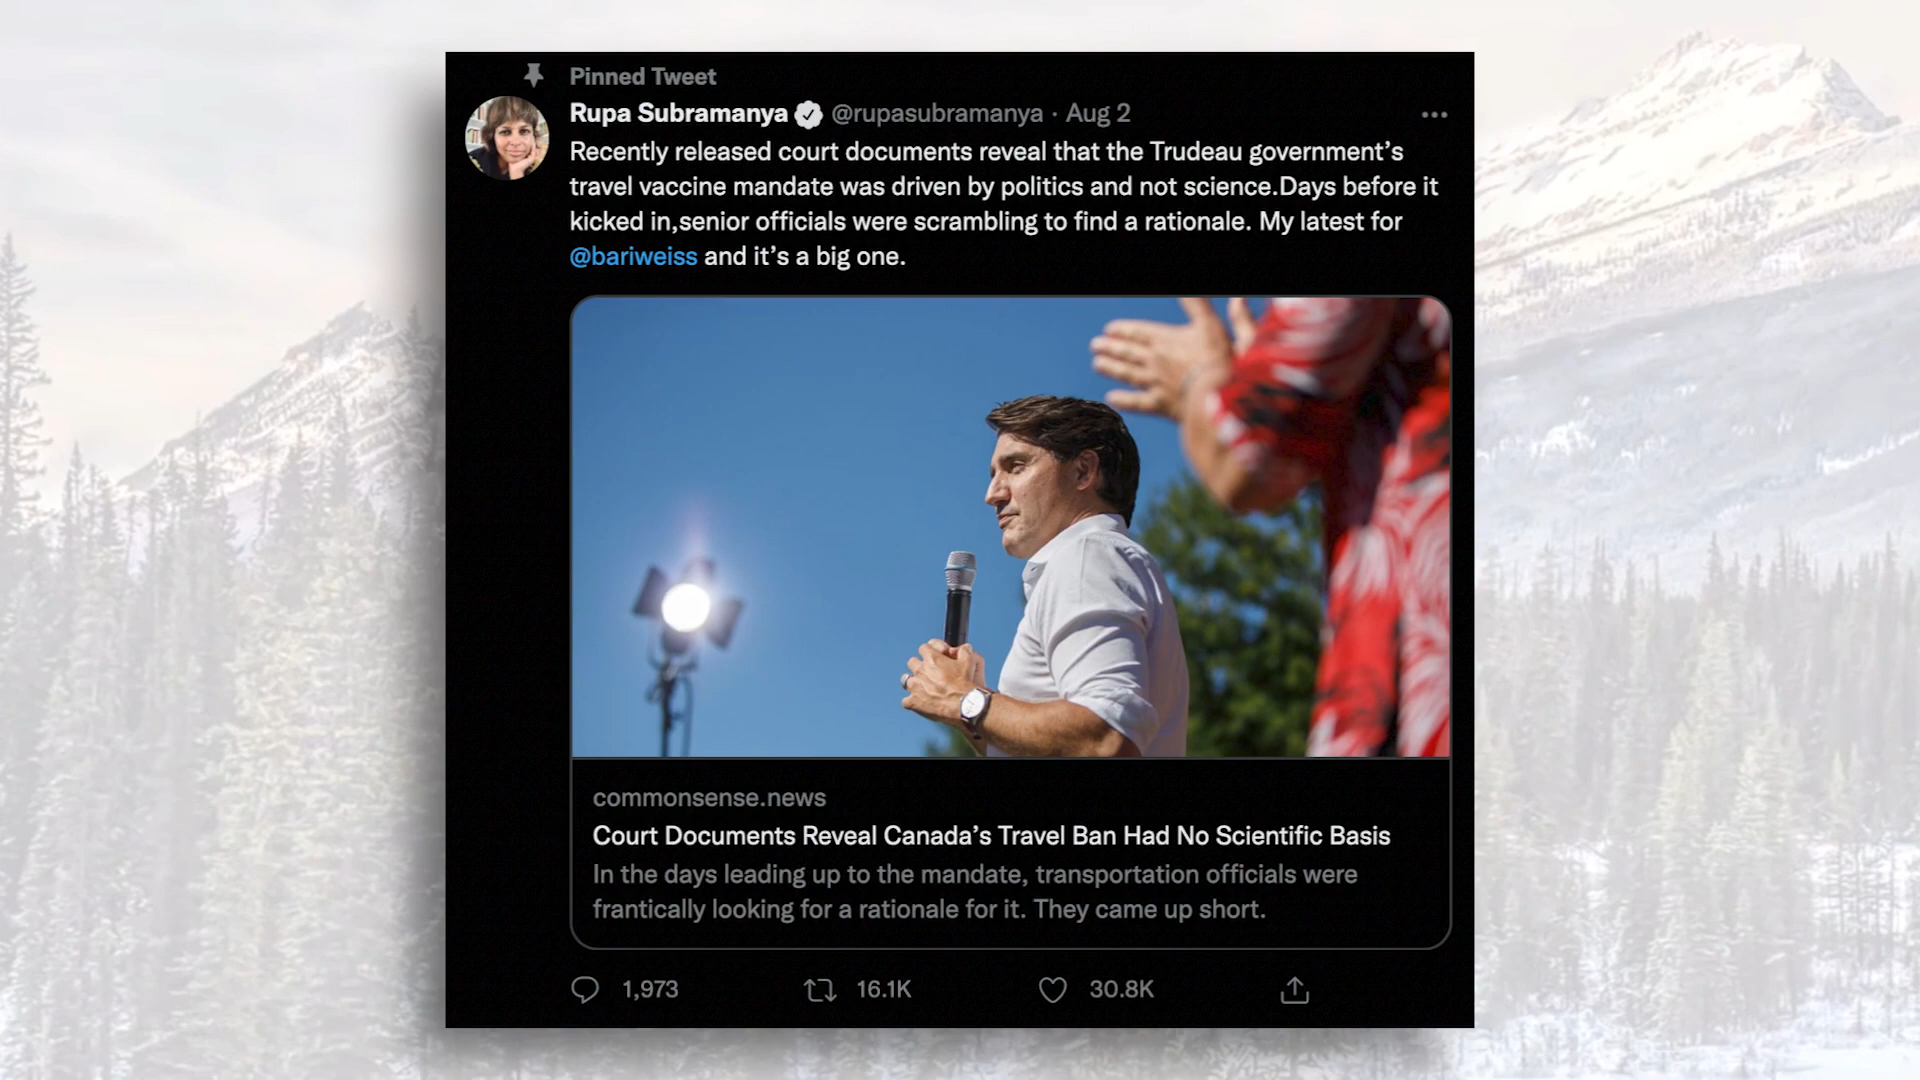 Pinned Tweet
Rupa Subramanya @rupasubramanya · Aug 2
Recently released court documents reveal that the Trudeau government’s
travel vaccine mandate was driven by politics and not science.Days before it
kicked in,senior officials were scrambling to find a rationale. My latest for
@bariweiss and it’s a big one.
commonsense.news
Court Documents Reveal Canada’s Travel Ban Had No Scientific Basis
In the days leading up to the mandate, transportation officials were
frantically looking for a rationale for it. They came up short.
1,973 16.1K 30.8K